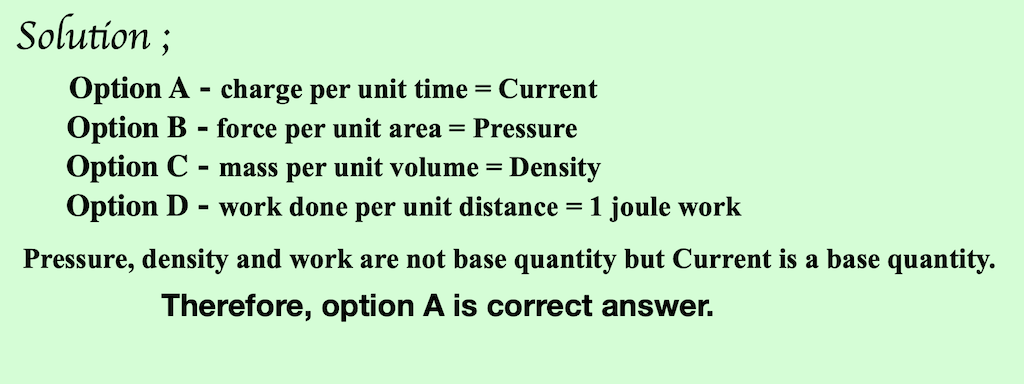 Solution ;
Option A - charge per unit time = Current
Option B - force per unit area = Pressure
Option C - mass per unit volume = Density
Option D - work done per unit distance = 1 joule work
Pressure, density and work are not base quantity but Current is a base quantity.
Therefore, option A is correct answer.